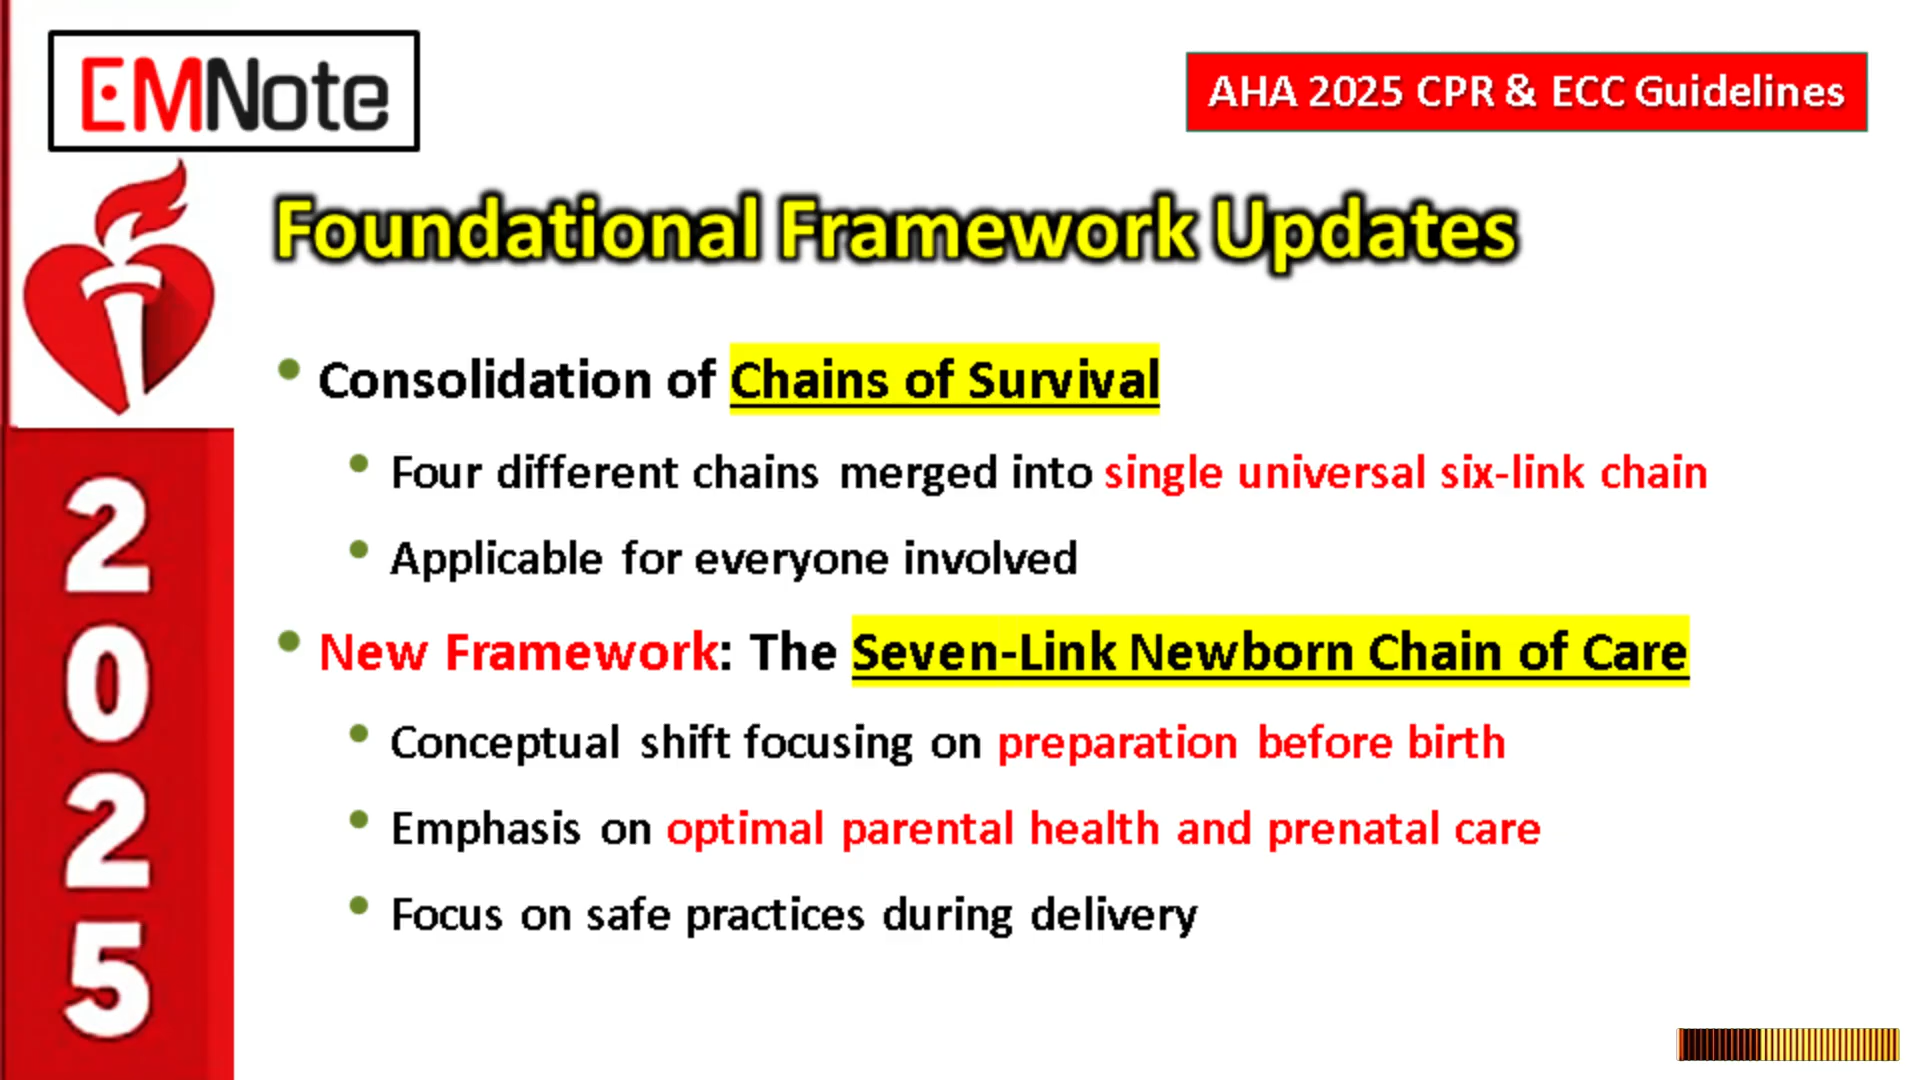 EMNote
AHA 2025 CPR & ECC Guidelines
Foundational Framework Updates
• Consolidation of Chains of Survival
• Four different chains merged into single universal six-link chain
• Applicable for everyone involved
• New Framework: The Seven-Link Newborn Chain of Care
• Conceptual shift focusing on preparation before birth
• Emphasis on optimal parental health and prenatal care
• Focus on safe practices during delivery
2025